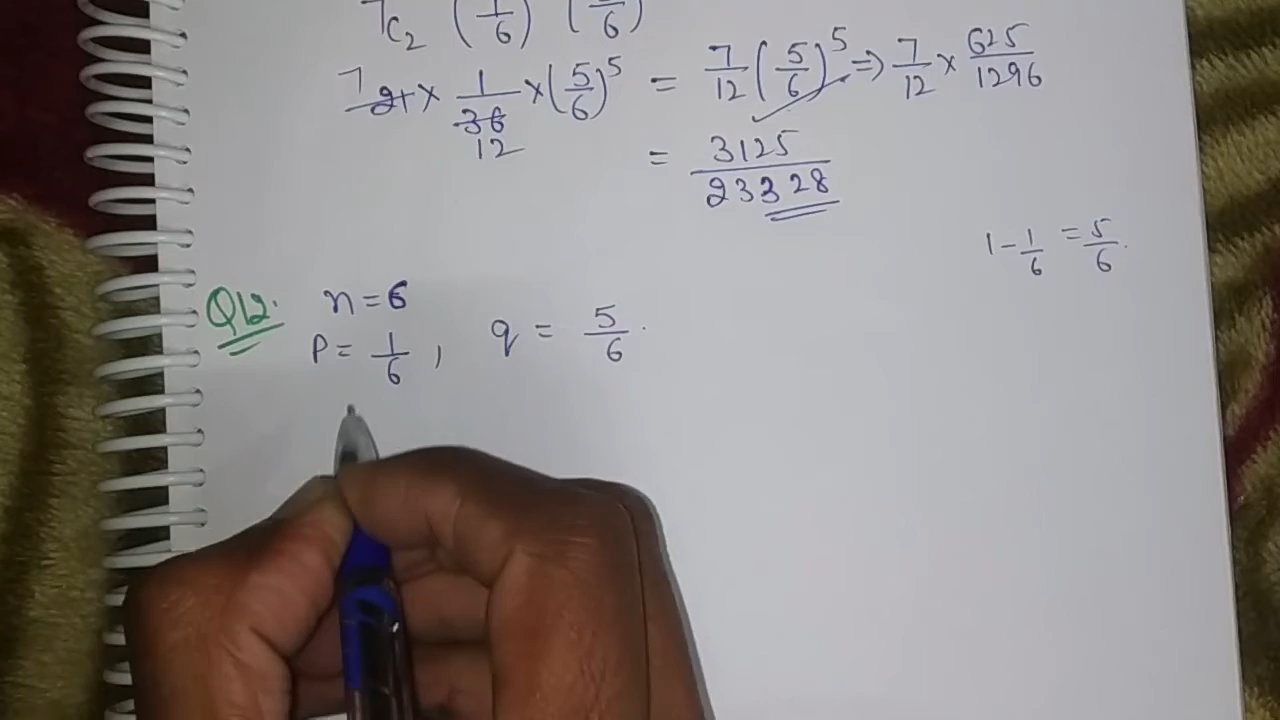 7C₂ (1/6) (5/6)
7 21 × 1/36 12 × (5/6)⁵ = 7/12 (5/6)⁵ ⇒ 7/12 × 625/1296
= 3125/23328
1 - 1/6 = 5/6.
Q12. n = 6
P = 1/6, q = 5/6.